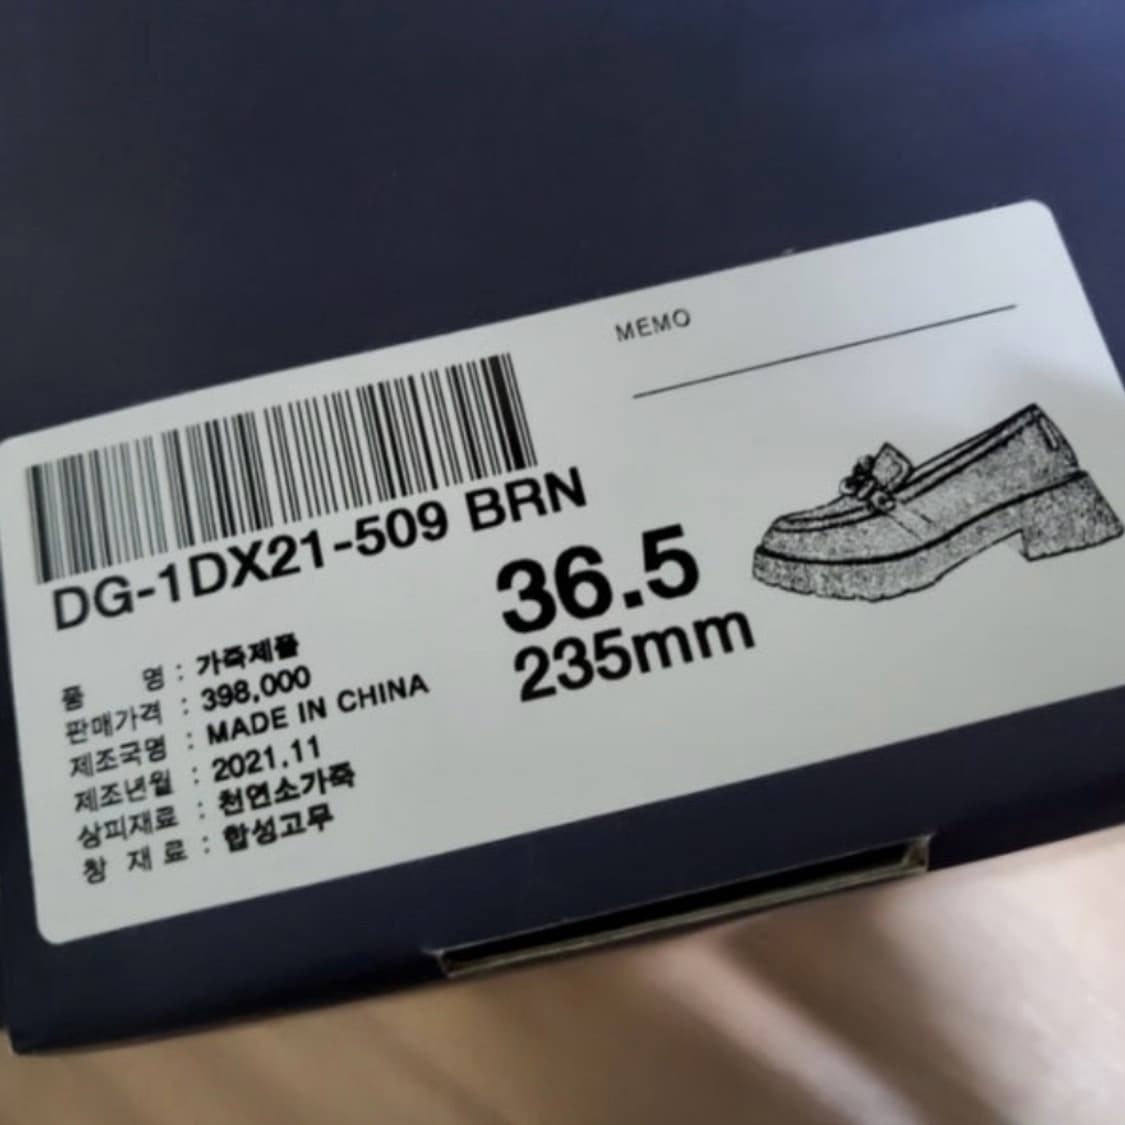 MEMO
DG-1DX21-509 BRN
36.5
235mm
품 명 : 가죽제품
판매가격 : 398,000
제조국명 : MADE IN CHINA
제조년월 : 2021.11
상피재료 : 천연소가죽
창 재 료 : 합성고무